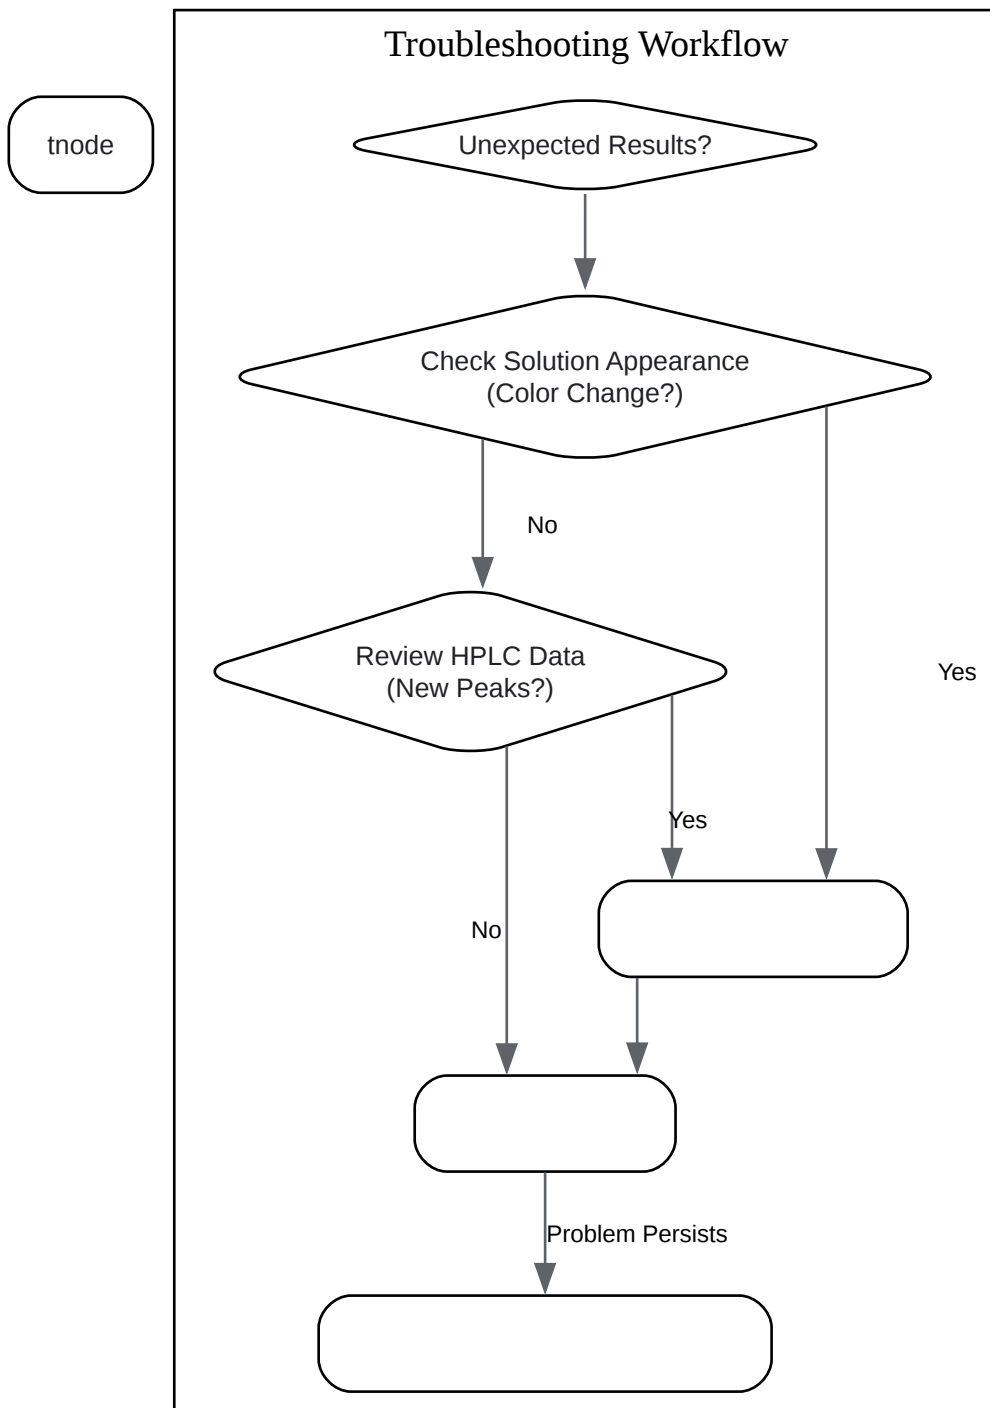 Troubleshooting Workflow
tnode
Unexpected Results?
Check Solution Appearance
(Color Change?)
No
Review HPLC Data
(New Peaks?)
Yes
Yes
No
Problem Persists